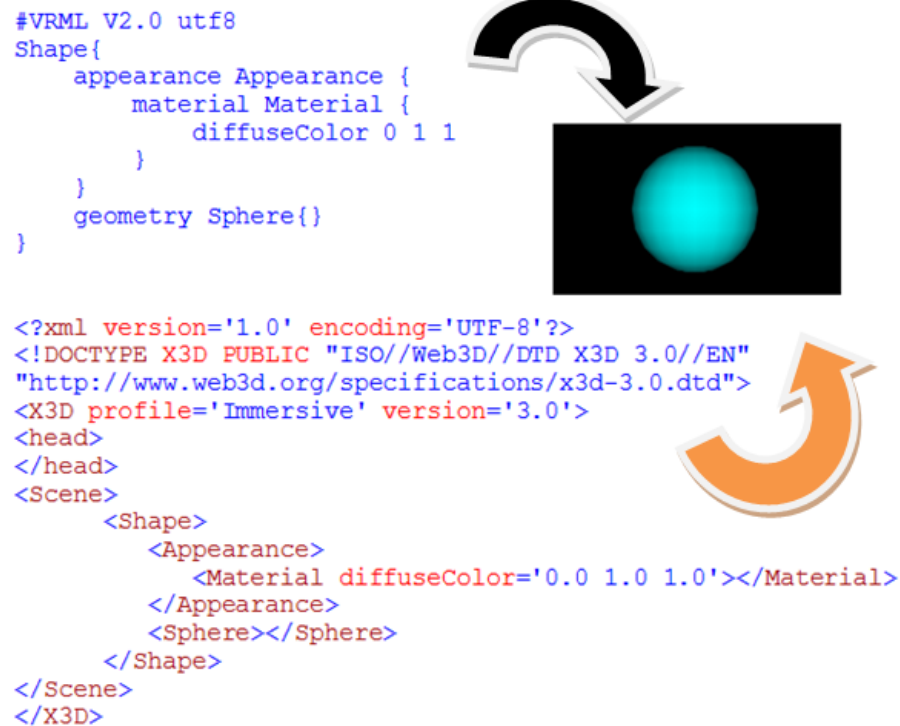 #VRML V2.0 utf8
Shape{
    appearance Appearance {
        material Material {
            diffuseColor 0 1 1
        }
    }
    geometry Sphere{}
}
<?xml version='1.0' encoding='UTF-8'?>
<!DOCTYPE X3D PUBLIC "ISO//Web3D//DTD X3D 3.0//EN"
"http://www.web3d.org/specifications/x3d-3.0.dtd">
<X3D profile='Immersive' version='3.0'>
<head>
</head>
<Scene>
      <Shape>
         <Appearance>
            <Material diffuseColor='0.0 1.0 1.0'></Material>
         </Appearance>
         <Sphere></Sphere>
      </Shape>
</Scene>
</X3D>